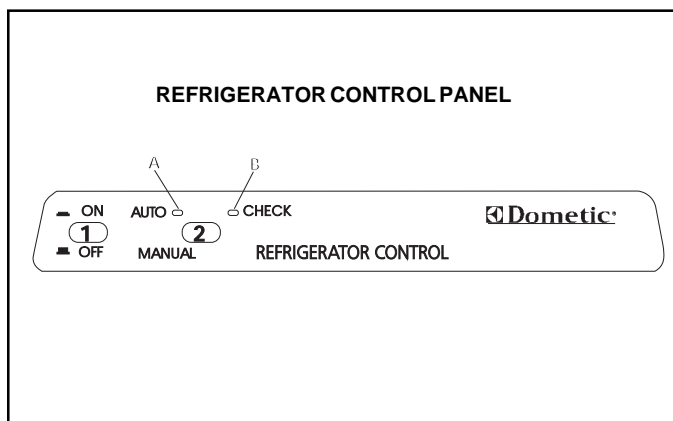 REFRIGERATOR CONTROL PANEL
A B
ON AUTO CHECK Dometic®
1 2
OFF MANUAL REFRIGERATOR CONTROL